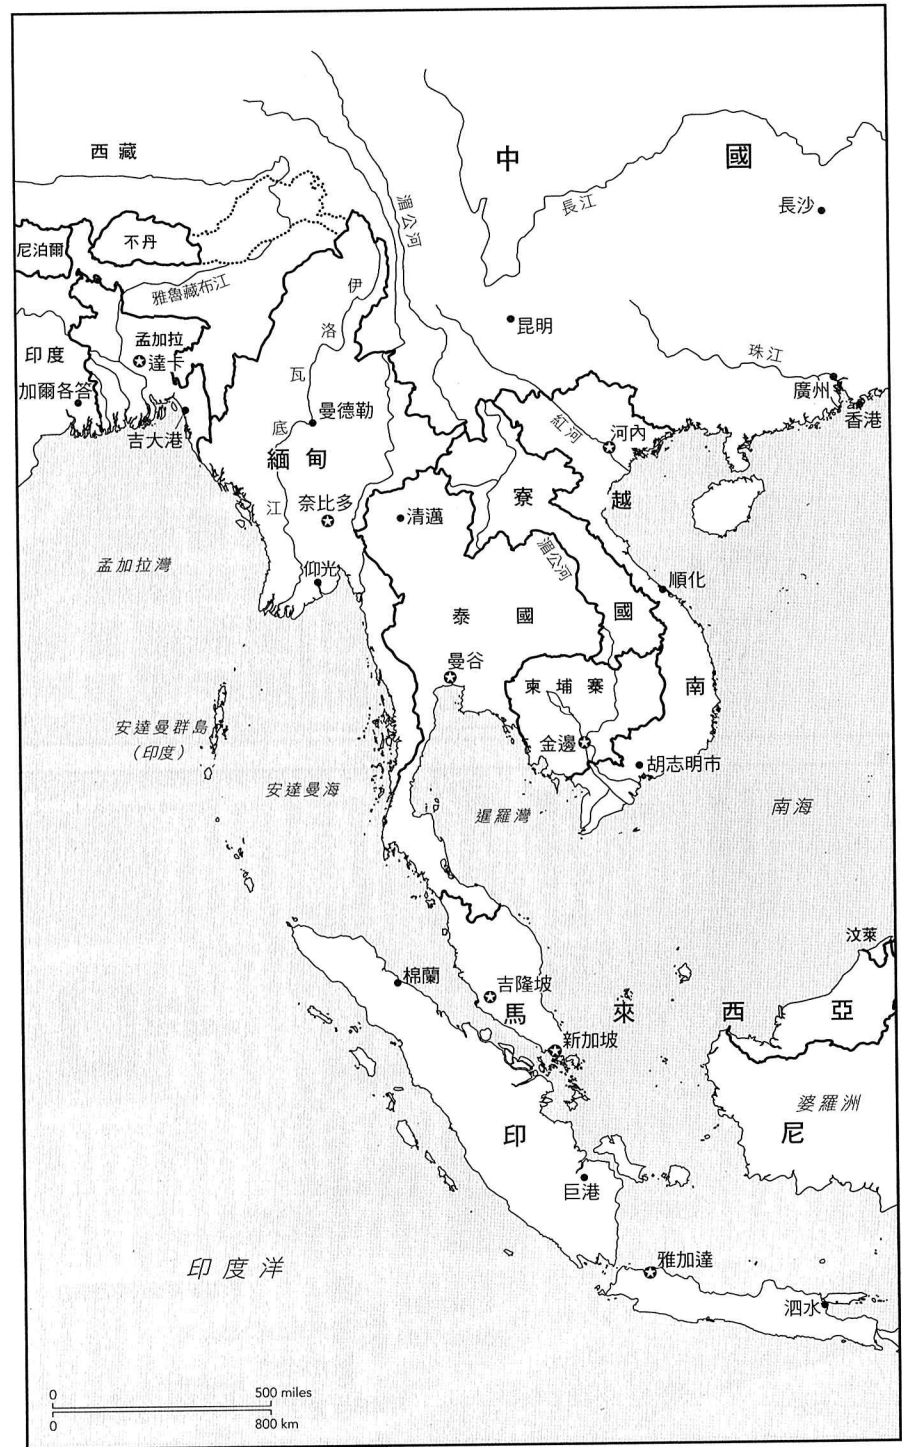 西藏
中國
湄公河
長江
長沙
尼泊爾
不丹
雅魯藏布江
伊洛瓦底江
昆明
珠江
孟加拉
印度
達卡
加爾各答
吉大港
廣州
香港
曼德勒
紅河
河內
緬甸
奈比多
清邁
寮國
越南
孟加拉灣
仰光
湄公河
順化
泰國
曼谷
柬埔寨
安達曼群島
(印度)
金邊
胡志明市
安達曼海
暹羅灣
南海
汶萊
棉蘭
吉隆坡
馬來西亞
新加坡
婆羅洲
印尼
巨港
印度洋
雅加達
泗水
0 500 miles
0 800 km